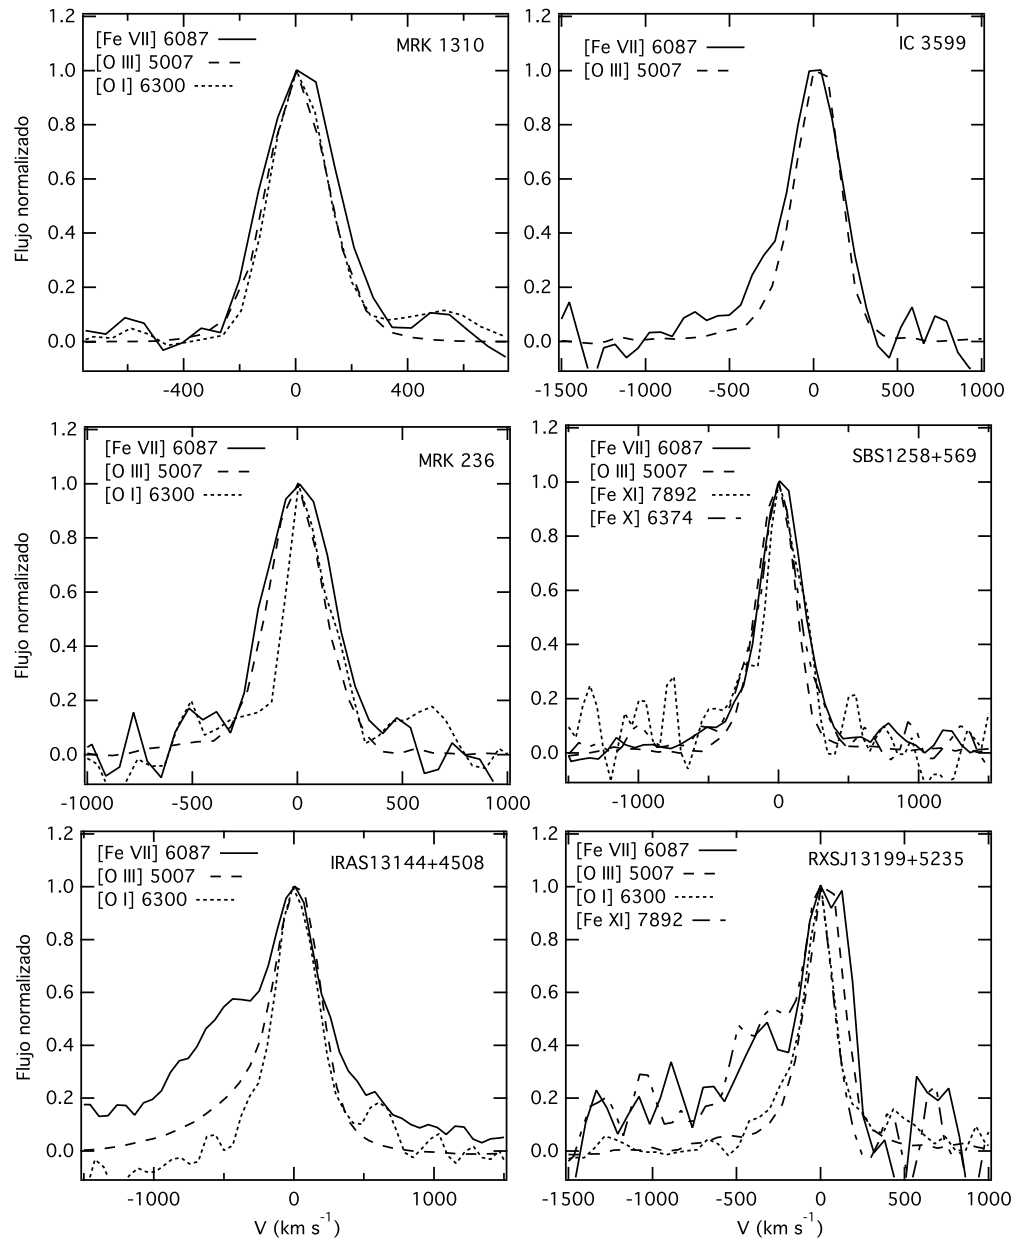 1.2
[Fe VII] 6087
MRK 1310
[O III] 5007
1.0
[O I] 6300
0.8
0.6
0.4
0.2
0.0
Flujo normalizado
-400
0
400
1.2
IC 3599
[Fe VII] 6087
[O III] 5007
1.0
0.8
0.6
0.4
0.2
0.0
-1500
-1000
-500
0
500
1000
1.2
[Fe VII] 6087
MRK 236
[O III] 5007
1.0
[O I] 6300
0.8
0.6
0.4
0.2
0.0
Flujo normalizado
-1000
-500
0
500
1000
1.2
[Fe VII] 6087
SBS1258+569
[O III] 5007
1.0
[Fe XI] 7892
[Fe X] 6374
0.8
0.6
0.4
0.2
0.0
-1000
0
1000
1.2
[Fe VII] 6087
IRAS13144+4508
[O III] 5007
1.0
[O I] 6300
0.8
0.6
0.4
0.2
0.0
Flujo normalizado
-1000
0
1000
V (km s-1)
1.2
[Fe VII] 6087
RXSJ13199+5235
[O III] 5007
1.0
[O I] 6300
[Fe XI] 7892
0.8
0.6
0.4
0.2
0.0
-1500
-1000
-500
0
500
1000
V (km s-1)